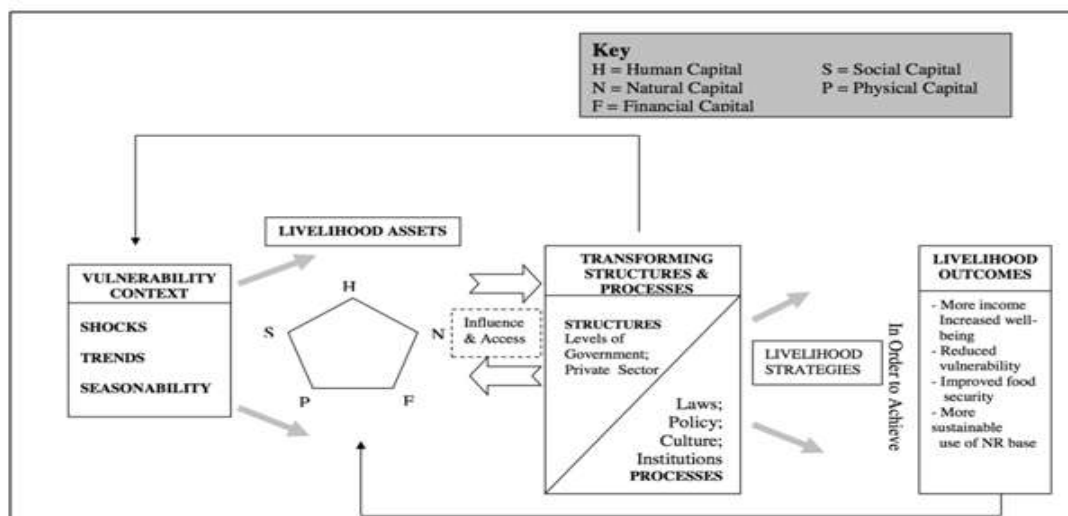 Key
H = Human Capital
S = Social Capital
N = Natural Capital
P = Physical Capital
F = Financial Capital
LIVELIHOOD ASSETS
VULNERABILITY
CONTEXT
SHOCKS
TRENDS
SEASONABILITY
H
S
N
P
F
Influence
& Access
TRANSFORMING
STRUCTURES &
PROCESSES
STRUCTURES
Levels of
Government;
Private Sector
Laws;
Policy;
Culture;
Institutions
PROCESSES
LIVELIHOOD
STRATEGIES
In Order to Achieve
LIVELIHOOD
OUTCOMES
- More income
Increased well-
being
- Reduced
vulnerability
- Improved food
security
- More
sustainable
use of NR base